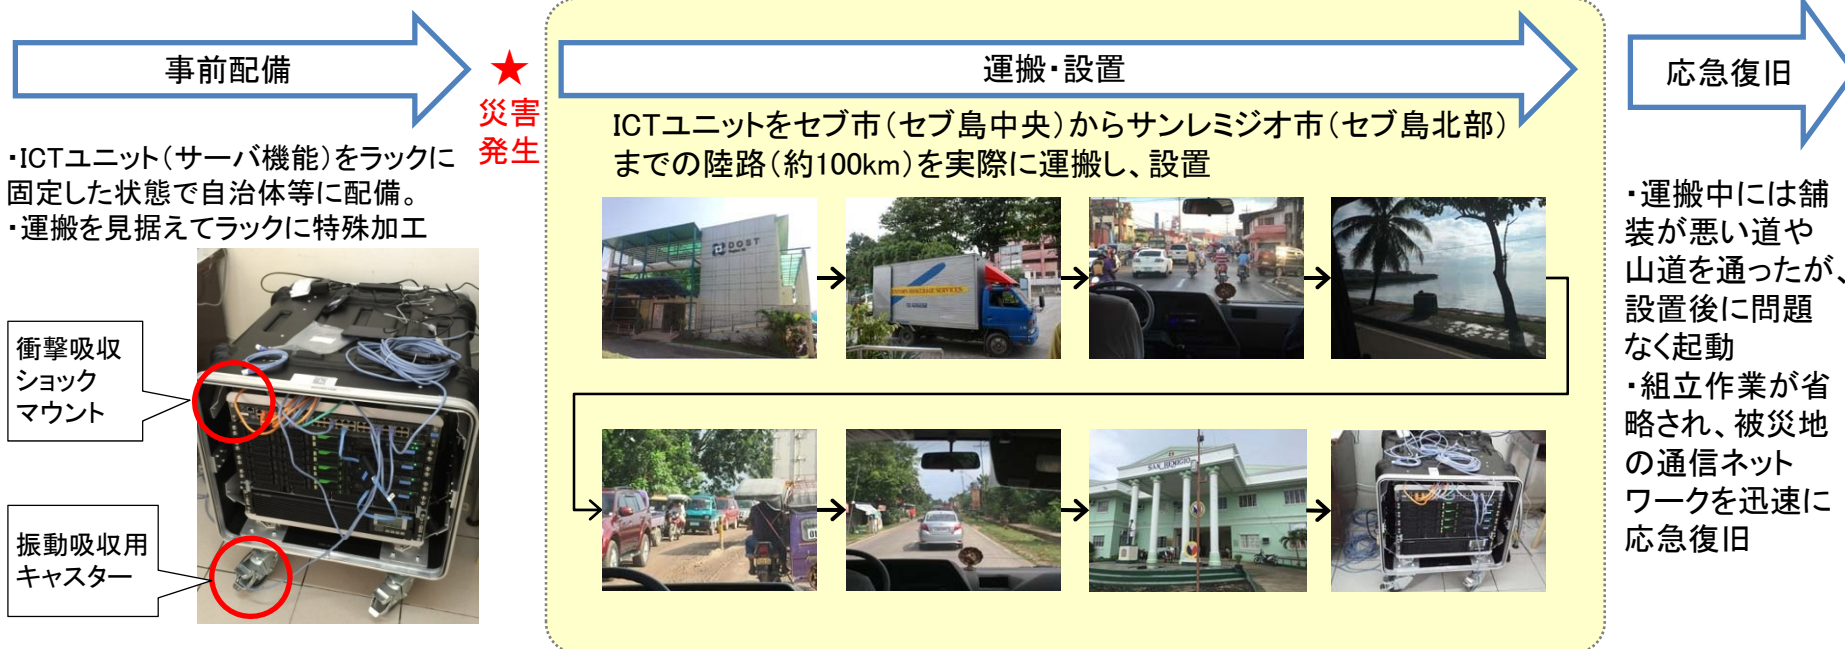 事前配備
★
災害
発生
運搬・設置
応急復旧
・ICTユニット（サーバ機能）をラックに
固定した状態で自治体等に配備。
・運搬を見据えてラックに特殊加工
衝撃吸収
ショック
マウント
振動吸収用
キャスター
ICTユニットをセブ市（セブ島中央）からサンレミジオ市（セブ島北部）
までの陸路（約100km）を実際に運搬し、設置
DOST
SAN REMIGIO
・運搬中には舗
装が悪い道や
山道を通ったが、
設置後に問題
なく起動
・組立作業が省
略され、被災地
の通信ネット
ワークを迅速に
応急復旧